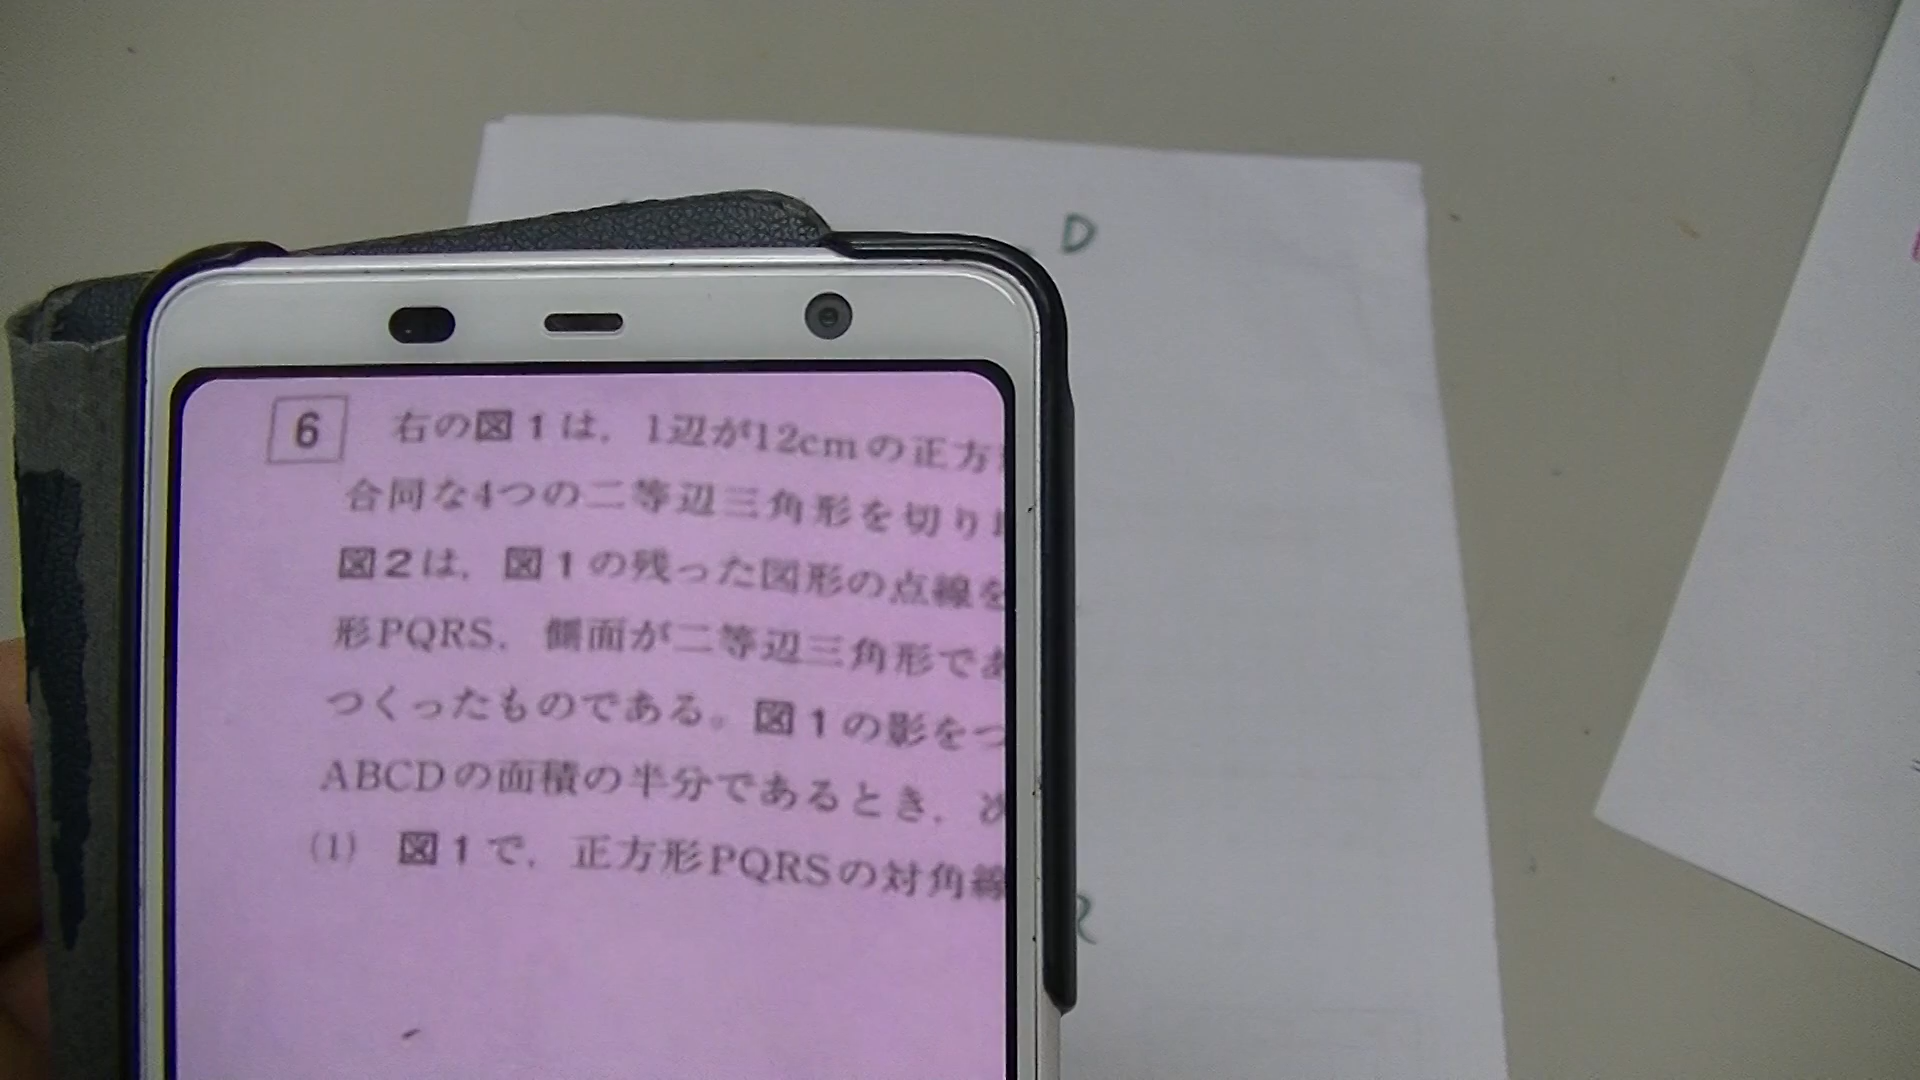 D
6 右の図1は，1辺が12cmの正方
合同な4つの二等辺三角形を切り
図2は，図1の残った図形の点線を
形PQRS，側面が二等辺三角形であ
つくったものである。図1の影をつ
ABCDの面積の半分であるとき，次
(1) 図1で，正方形PQRSの対角線
R